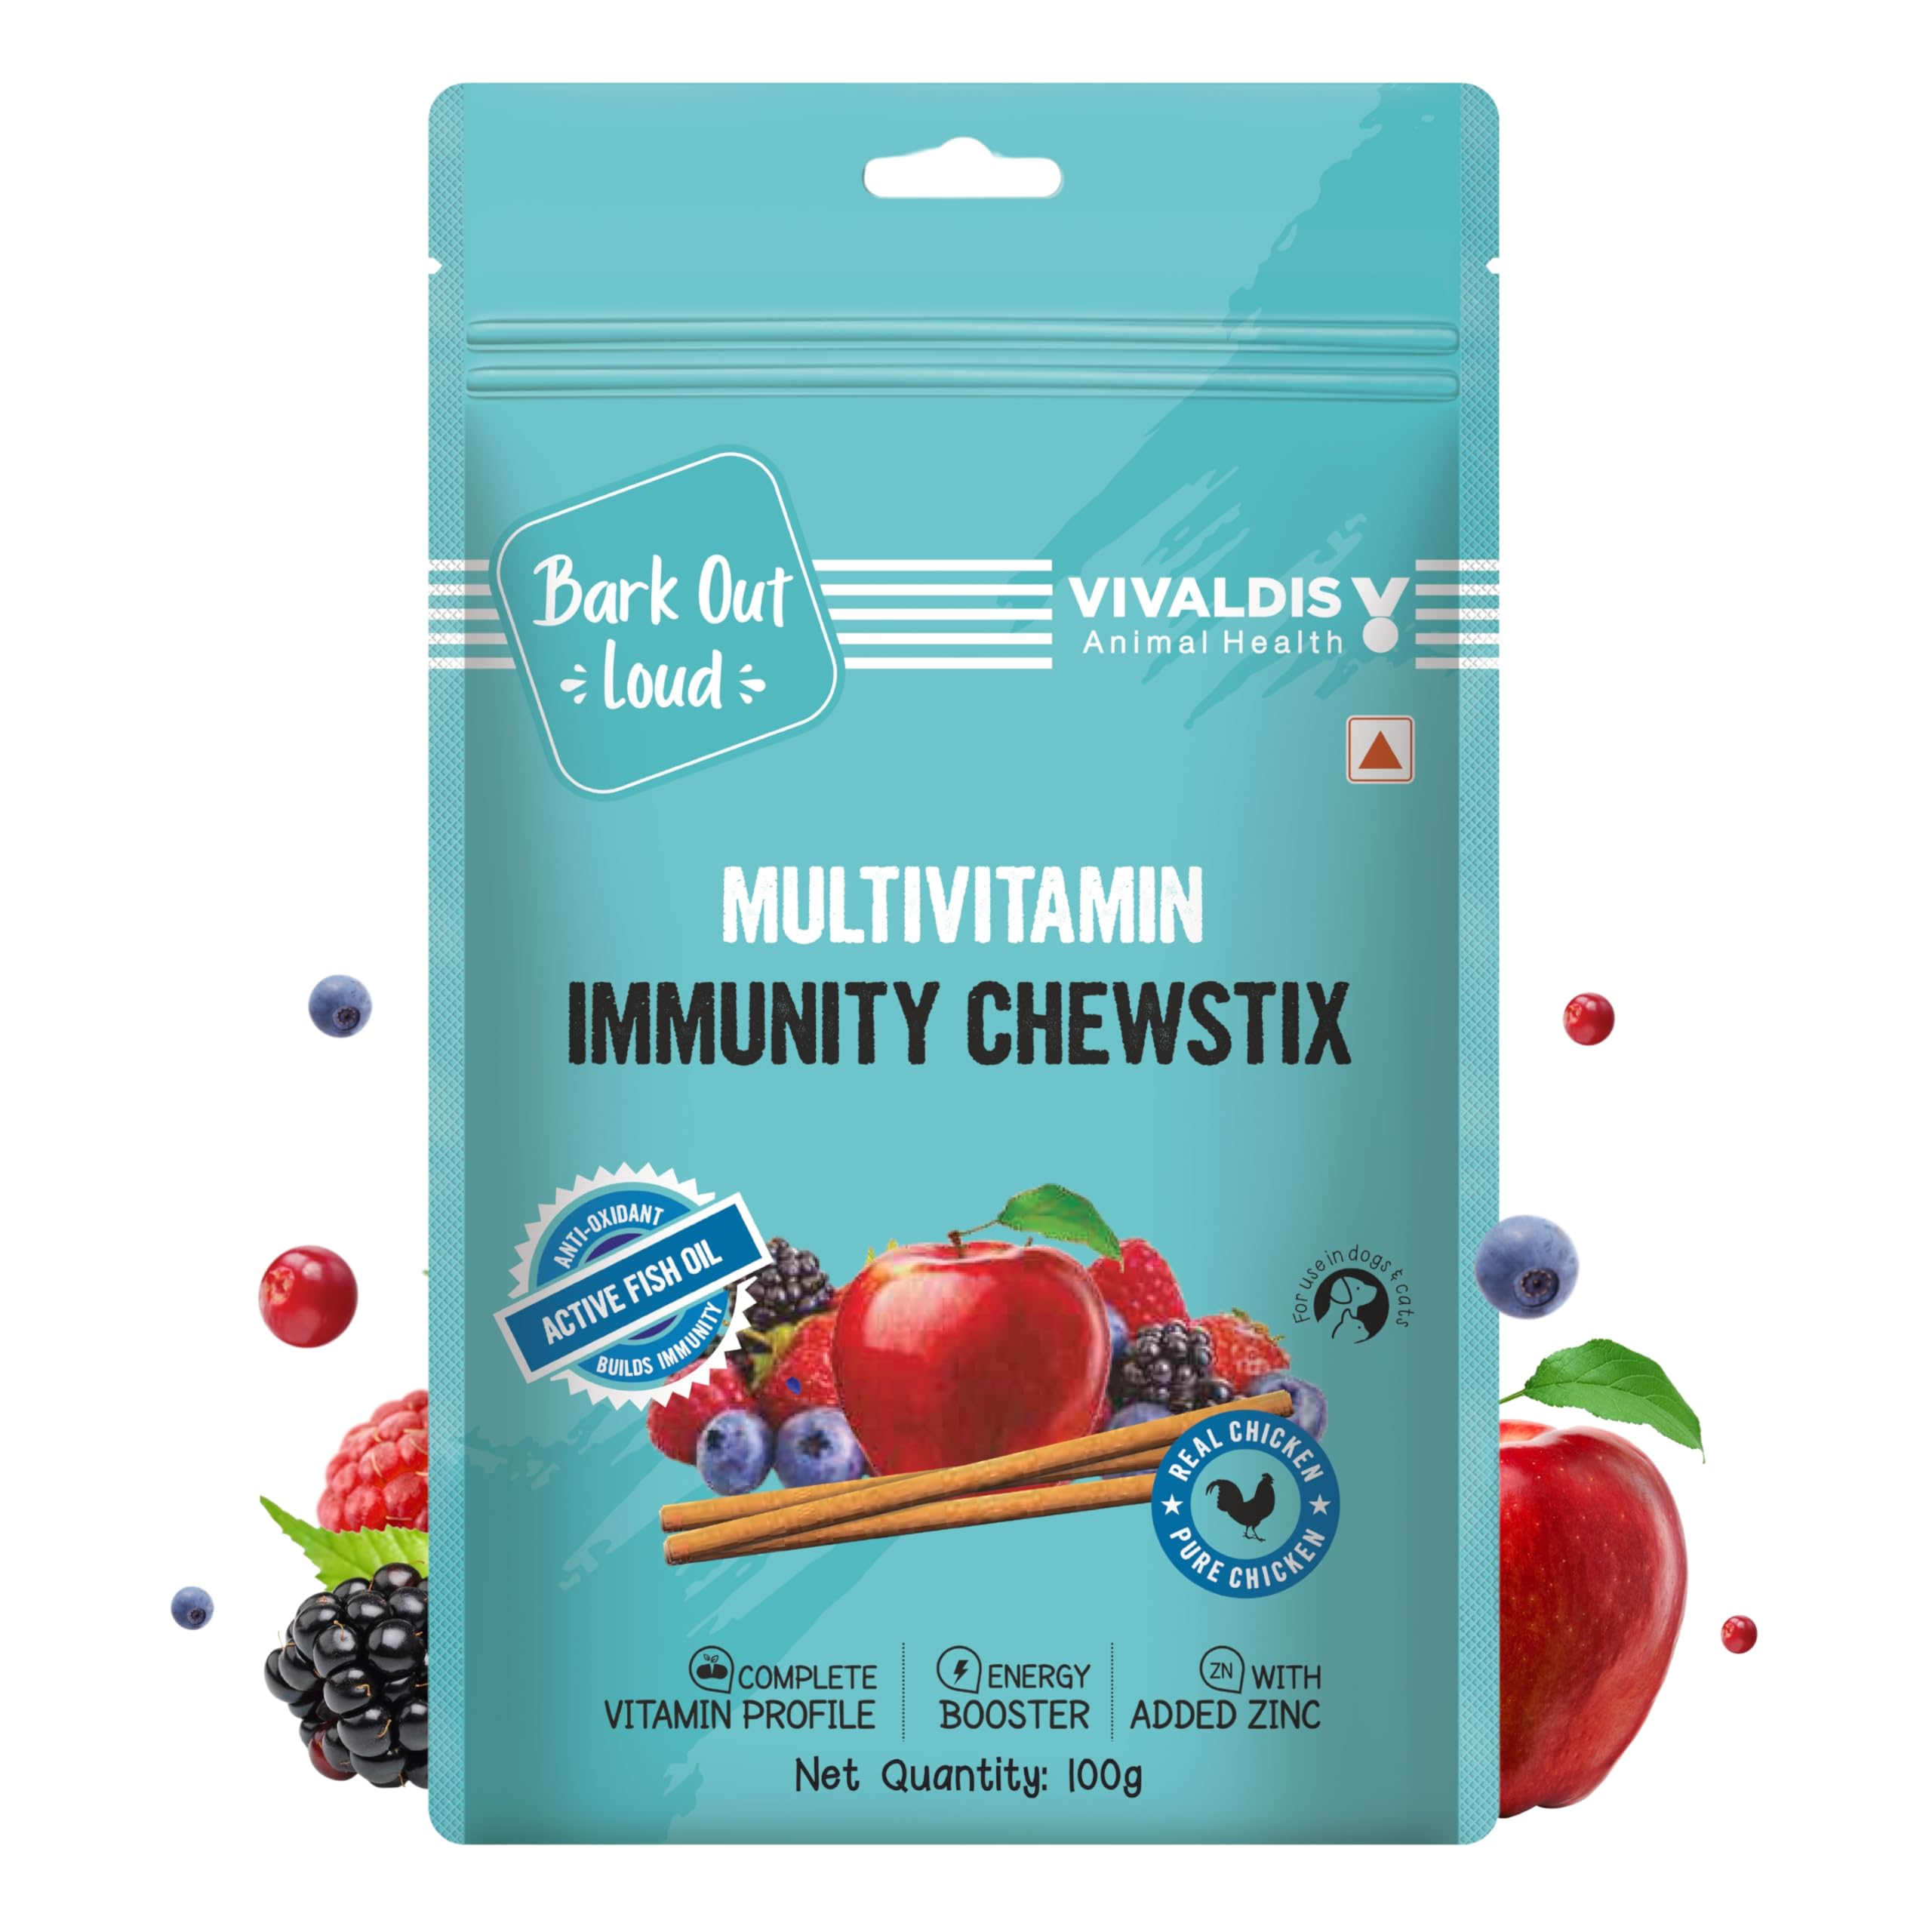 Bark Out
Loud
VIVALDIS
Animal Health
MULTIVITAMIN
IMMUNITY CHEWSTIX
ANTI-OXIDANT
ACTIVE FISH OIL
BUILDS IMMUNITY
For use in dogs & cats
REAL CHICKEN
PURE CHICKEN
COMPLETE
VITAMIN PROFILE
ENERGY
BOOSTER
ZN WITH
ADDED ZINC
Net Quantity: 100g